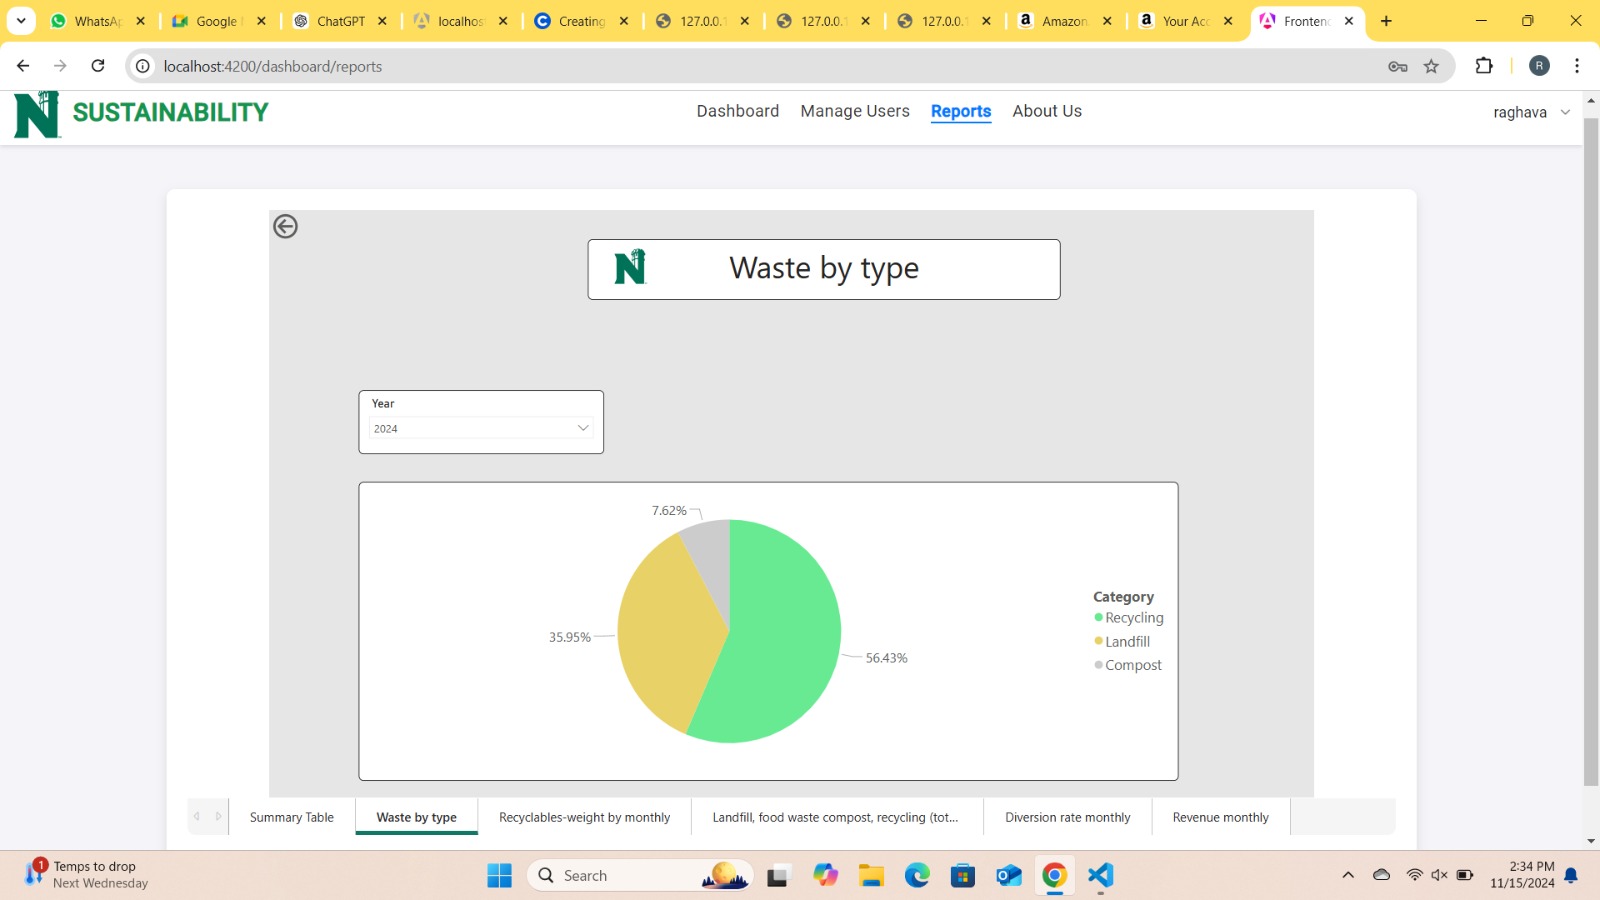 WhatsAp
Google
ChatGPT
localhos
Creating
127.0.0.1
127.0.0.1
127.0.0.1
Amazon.
Your Acc
Fronten
localhost:4200/dashboard/reports
R
N SUSTAINABILITY
Dashboard
Manage Users
Reports
About Us
raghava
N
Waste by type
Year
2024
7.62%
35.95%
56.43%
Category
Recycling
Landfill
Compost
Summary Table
Waste by type
Recyclables-weight by monthly
Landfill, food waste compost, recycling (tot...
Diversion rate monthly
Revenue monthly
1
Temps to drop
Next Wednesday
Search
2:34 PM
11/15/2024